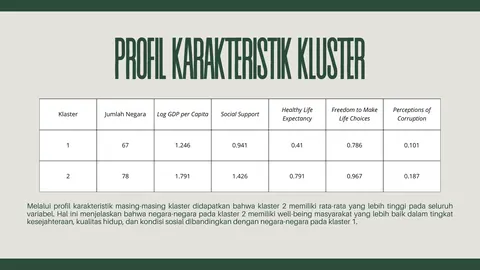 PROFIL KARAKTERISTIK KLUSTER
Klaster Jumlah Negara Log GDP per Capita Social Support Healthy Life Expectancy Freedom to Make Life Choices Perceptions of Corruption
1 67 1.246 0.941 0.41 0.786 0.101
2 78 1.791 1,426 0.791 0.967 0.187
Melalui profil karakteristik masing-masing klaster didapatkan bahwa klaster 2 memiliki rata-rata yang lebih tinggi pada seluruh
variabel. Hal ini menjelaskan bahwa negara-negara pada klaster 2 memiliki well-being masyarakat yang lebih baik dalam tingkat
kesejahteraan, kualitas hidup, dan kondisi sosial dibandingkan dengan negara-negara pada klaster 1.